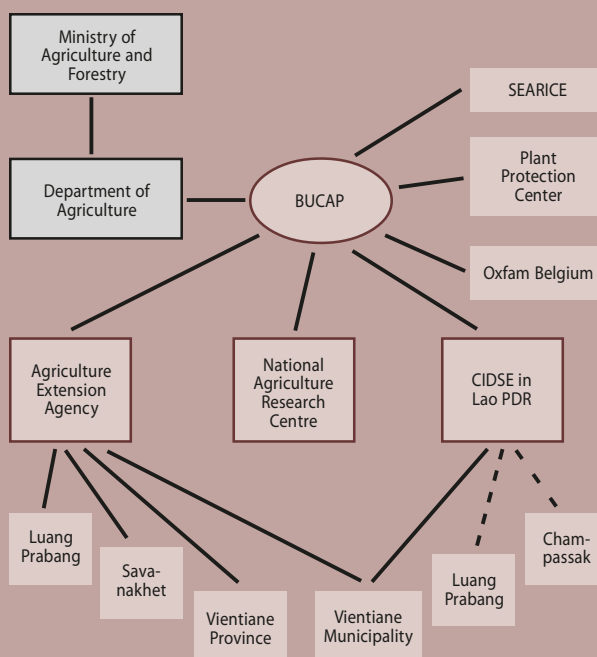 Ministry of
Agriculture and
Forestry
SEARICE
Plant
Protection
Center
Department of
Agriculture
BUCAP
Oxfam Belgium
Agriculture
Extension
Agency
National
Agriculture
Research
Centre
CIDSE in
Lao PDR
Luang
Prabang
Sava-
nakhet
Vientiane
Province
Vientiane
Municipality
Luang
Prabang
Cham-
passak